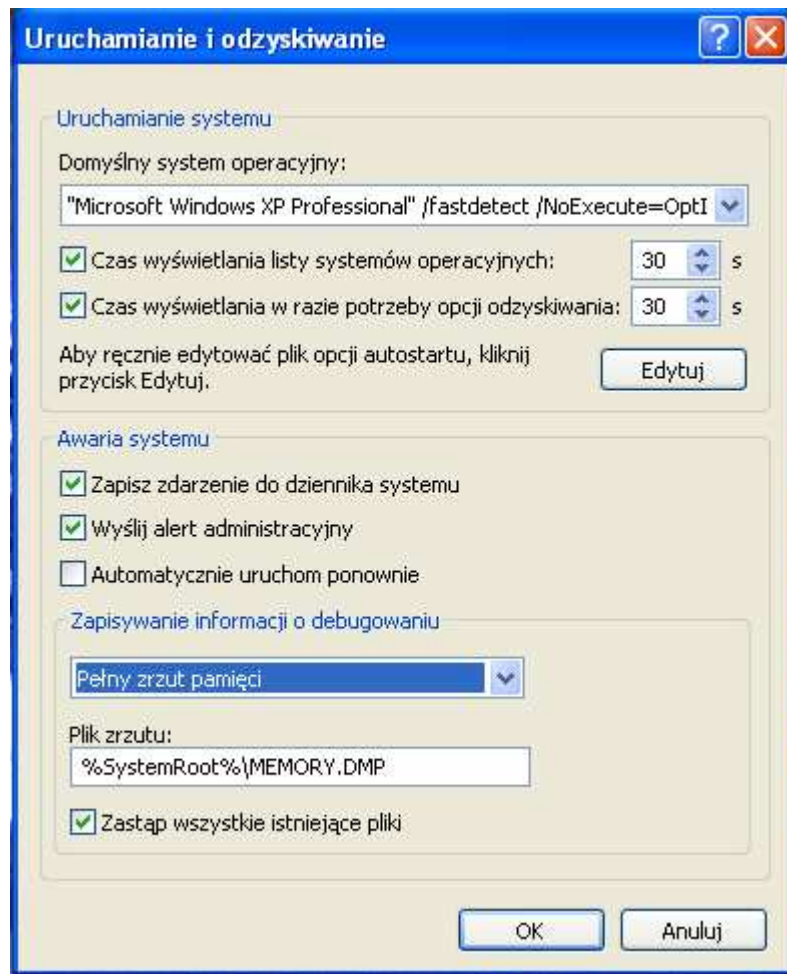 Uruchamianie i odzyskiwanie
Uruchamianie systemu
Domyślny system operacyjny:
"Microsoft Windows XP Professional" /fastdetect /NoExecute=OptI
Czas wyświetlania listy systemów operacyjnych: 30 s
Czas wyświetlania w razie potrzeby opcji odzyskiwania: 30 s
Aby ręcznie edytować plik opcji autostartu, kliknij
przycisk Edytuj.
Edytuj
Awaria systemu
Zapisz zdarzenie do dziennika systemu
Wyślij alert administracyjny
Automatycznie uruchom ponownie
Zapisywanie informacji o debugowaniu
Pełny zrzut pamięci
Plik zrzutu:
%SystemRoot%\MEMORY.DMP
Zastąp wszystkie istniejące pliki
OK Anuluj